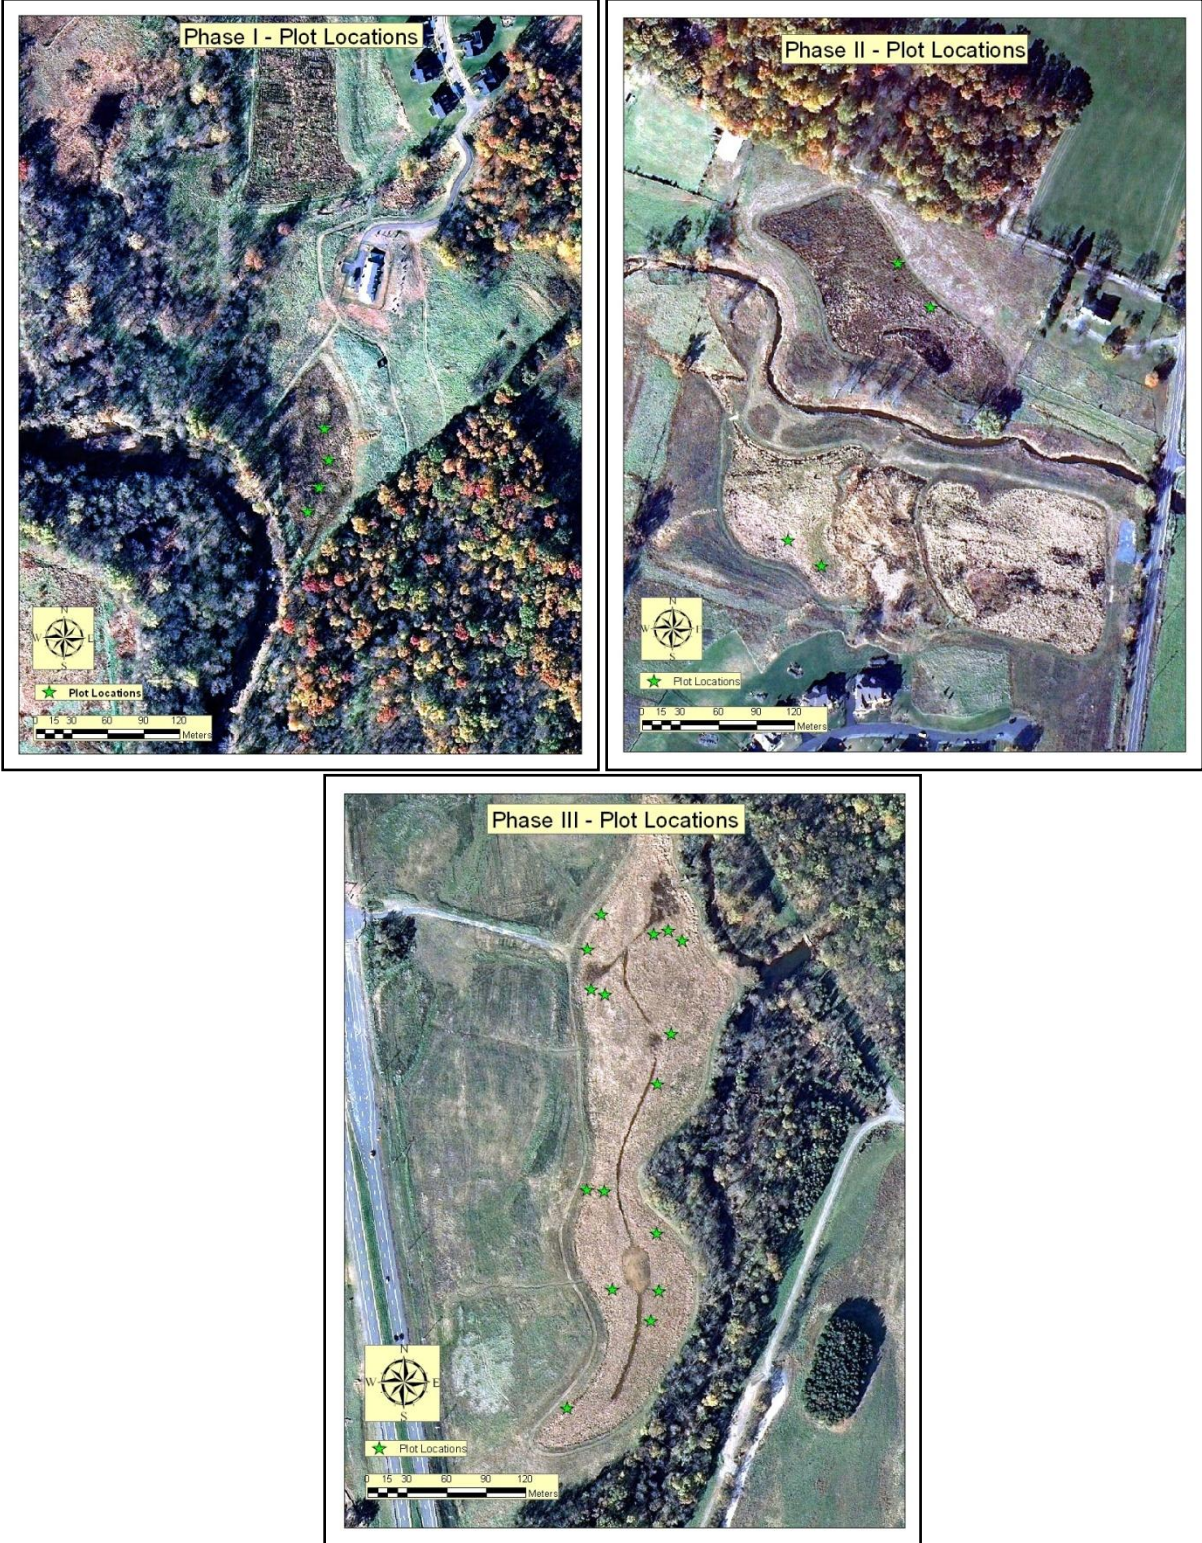 Phase I - Plot Locations
N
W E
S
Plot Locations
0 15 30 60 90 120
Meters
Phase II - Plot Locations
N
W E
S
Plot Locations
0 15 30 60 90 120
Meters
Phase III - Plot Locations
N
W E
S
Plot Locations
0 15 30 60 90 120
Meters